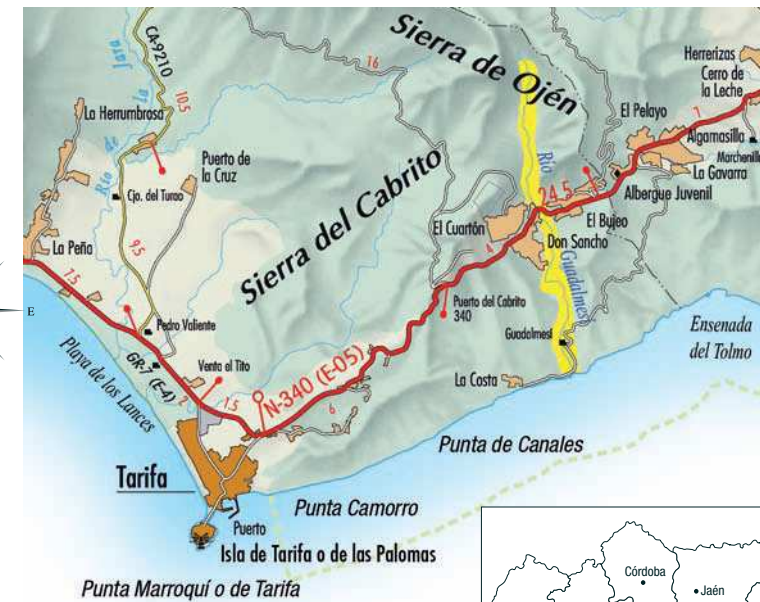 Sierra de Ojén
CA-9210
Río de la Jara
10.5
16
Herrerizas
Cerro de
la Leche
La Herrumbrosa
El Pelayo
7
Algamasilla
Marchenilla
La Gavarra
Puerto de
la Cruz
Cjo. del Turao
Sierra del Cabrito
Río Guadalmesí
24.5
Albergue Juvenil
El Bujeo
El Cuartón
Don Sancho
La Peña
9.5
4
7.5
E
Puerto del Cabrito
340
Pedro Valiente
Guadalmesí
Ensenada
del Tolmo
Playa de los Lances
GR-7 (E-4)
Venta el Tito
N-340 (E-05)
2
1.5
6
La Costa
Punta de Canales
Tarifa
Punta Camorro
Puerto
Isla de Tarifa o de las Palomas
Punta Marroquí o de Tarifa
Córdoba
Jaén